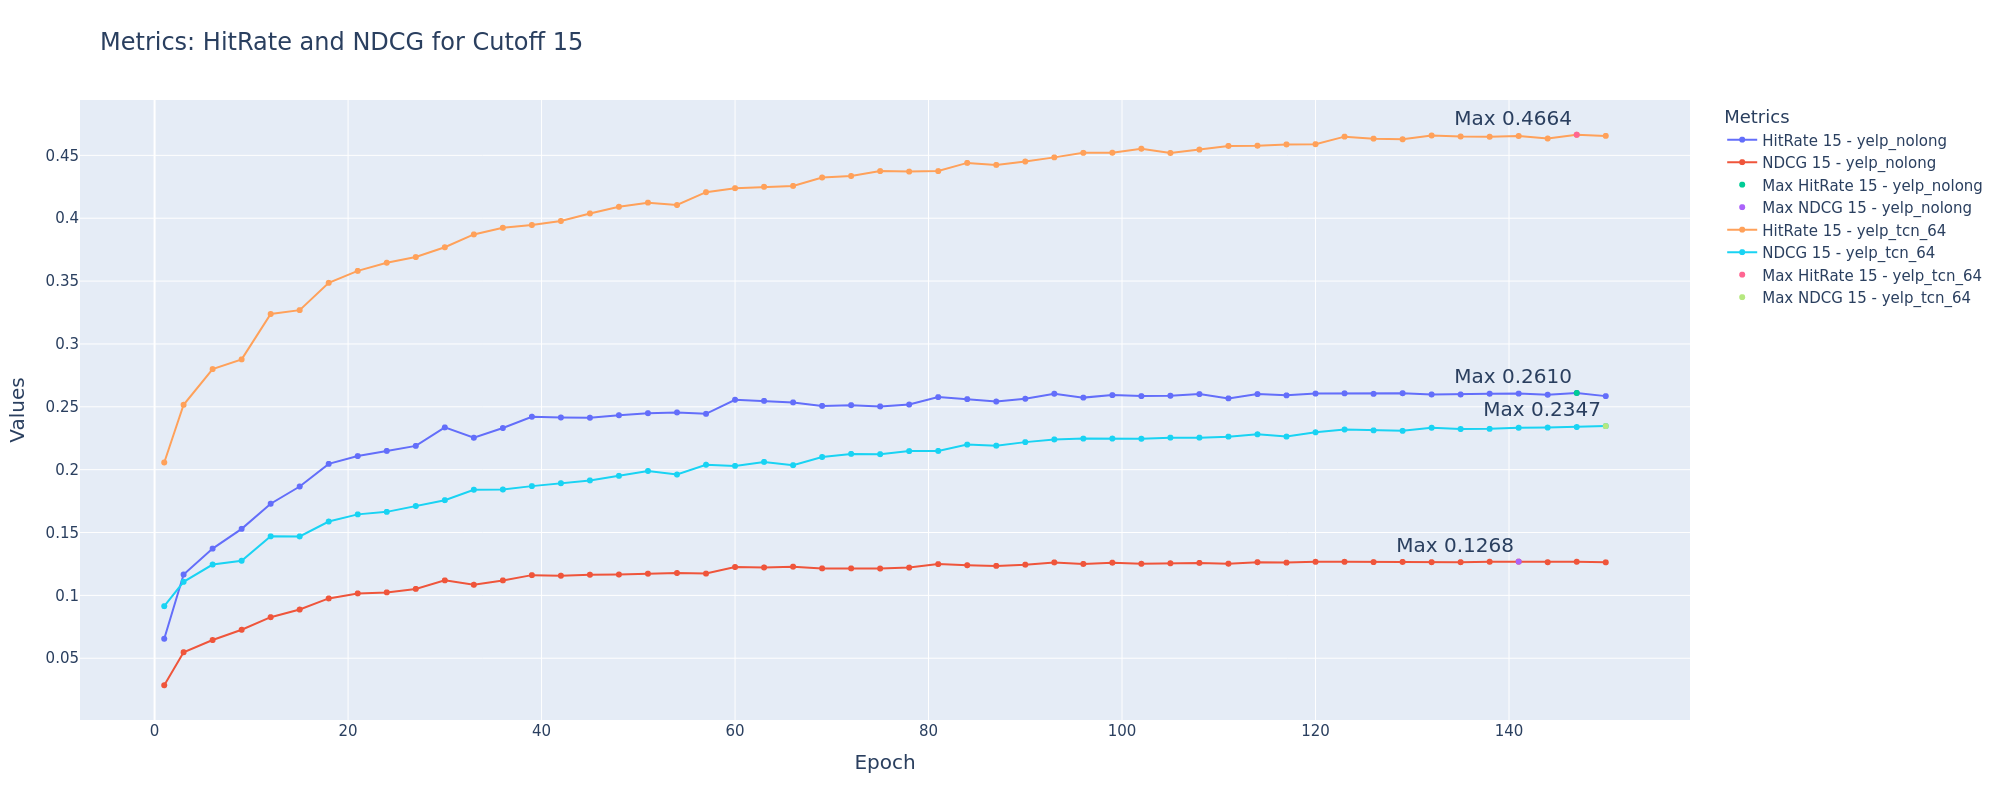 Metrics: HitRate and NDCG for Cutoff 15
Max 0.4664
Max 0.2610
Max 0.2347
Max 0.1268
0.45
0.4
0.35
0.3
0.25
0.2
0.15
0.1
0.05
Values
0 20 40 60 80 100 120 140
Epoch
Metrics
HitRate 15 - yelp_nolong
NDCG 15 - yelp_nolong
Max HitRate 15 - yelp_nolong
Max NDCG 15 - yelp_nolong
HitRate 15 - yelp_tcn_64
NDCG 15 - yelp_tcn_64
Max HitRate 15 - yelp_tcn_64
Max NDCG 15 - yelp_tcn_64